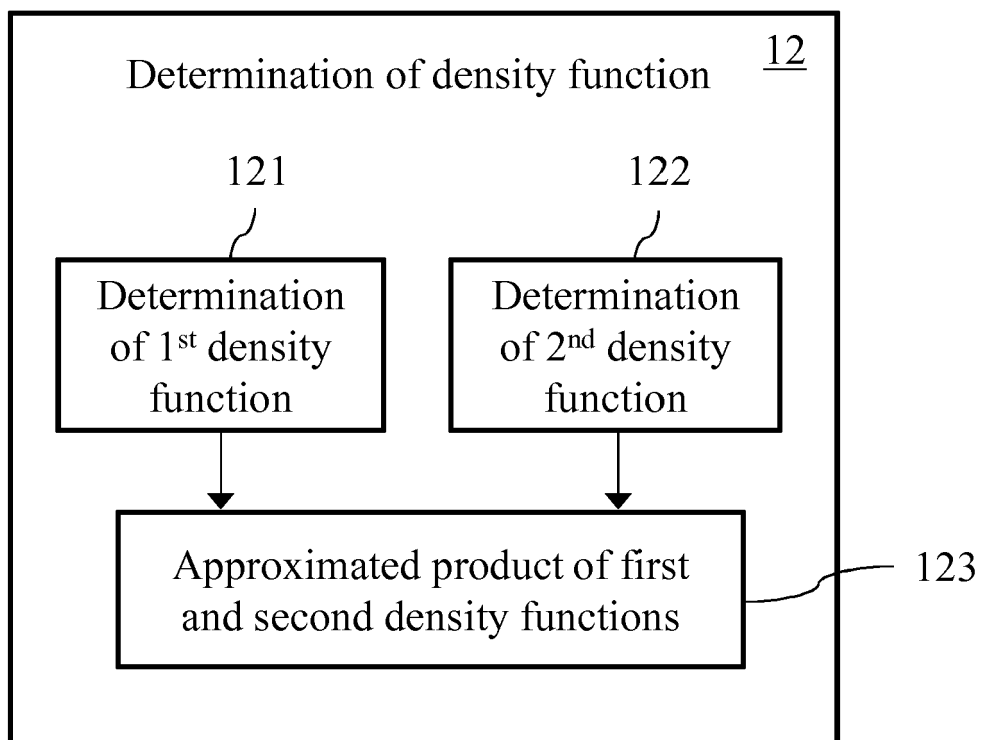 12
Determination of density function
121
122
Determination
of 1st density
function
Determination
of 2nd density
function
Approximated product of first
and second density functions
123